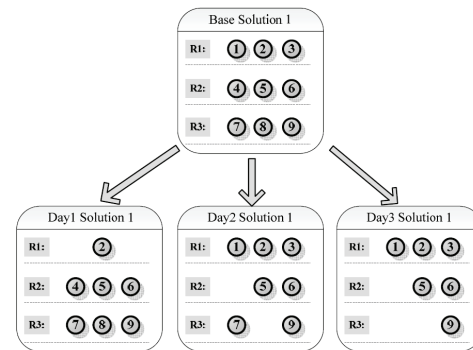 Base Solution 1
R1: 1 2 3
R2: 4 5 6
R3: 7 8 9
Day1 Solution 1
R1: 2
R2: 4 5 6
R3: 7 8 9
Day2 Solution 1
R1: 1 2 3
R2: 5 6
R3: 7 9
Day3 Solution 1
R1: 1 2 3
R2: 5 6
R3: 9